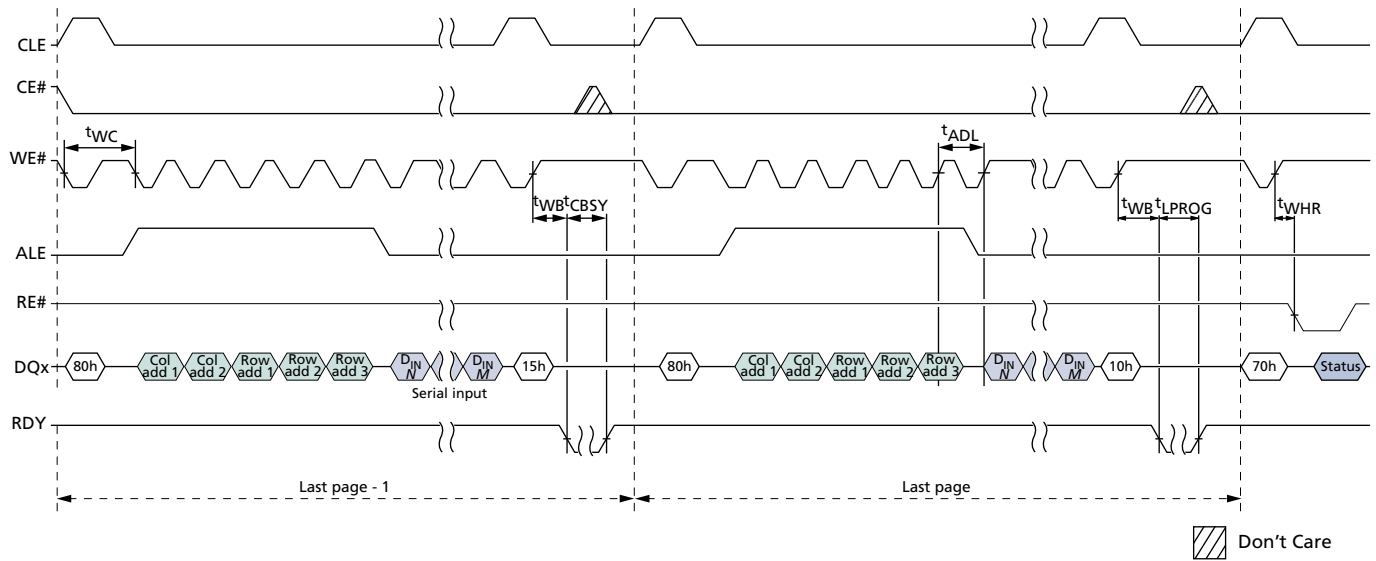 CLE
CE#
tWC
tADL
WE#
tWB tCBSY
tWB tLPROG
tWHR
ALE
RE#
DQx
80h
Col add 1
Col add 2
Row add 1
Row add 2
Row add 3
DIN N
DIN M
15h
80h
Col add 1
Col add 2
Row add 1
Row add 2
Row add 3
DIN N
DIN M
10h
70h
Status
Serial input
RDY
Last page - 1
Last page
Don't Care